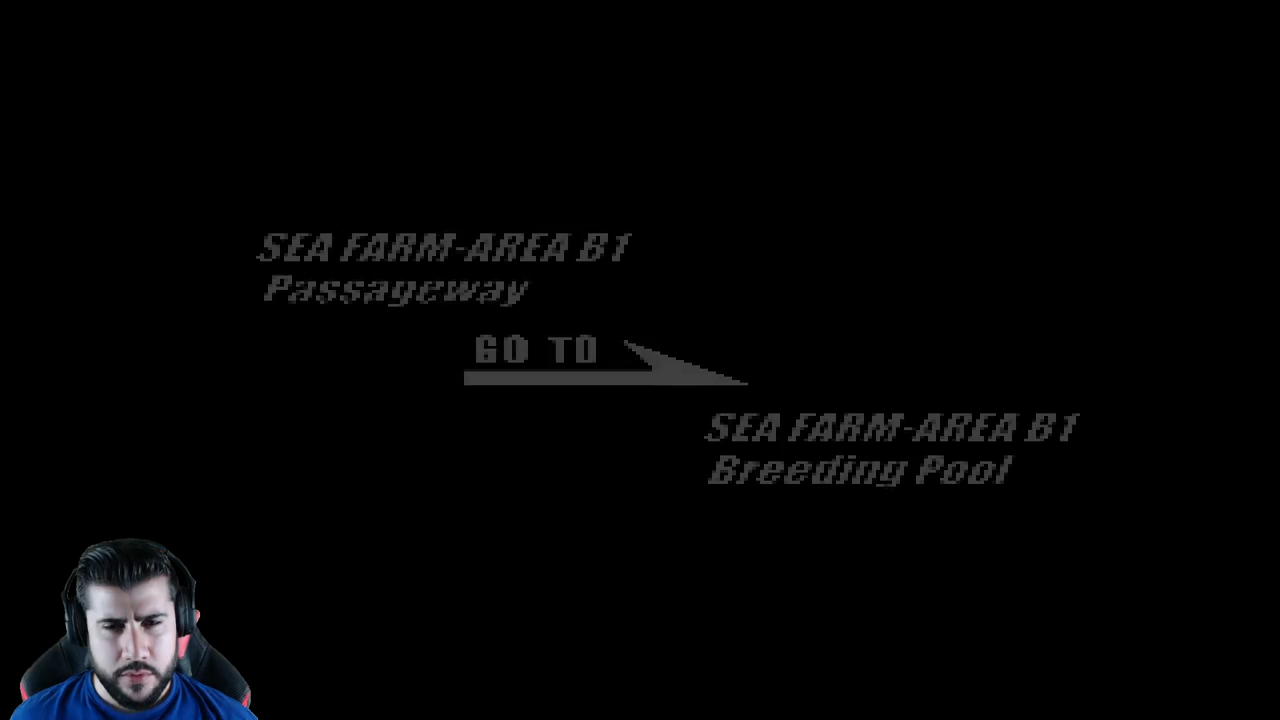 SEA FARM-AREA B1
Passageway
GO TO
SEA FARM-AREA B1
Breeding Pool